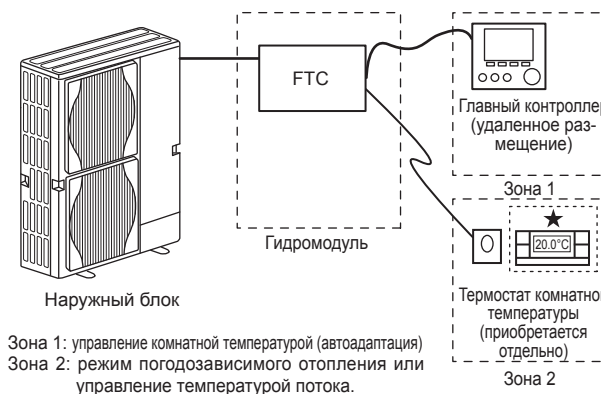 FTC
Главный контроллер
(удаленное раз-
мещение)
Зона 1
Гидромодуль
20.0°C
Наружный блок
Термостат комнатной
температуры
(приобретается
отдельно)
Зона 2
Зона 1: управление комнатной температурой (автоадаптация)
Зона 2: режим погодозависимого отопления или
управление температурой потока.